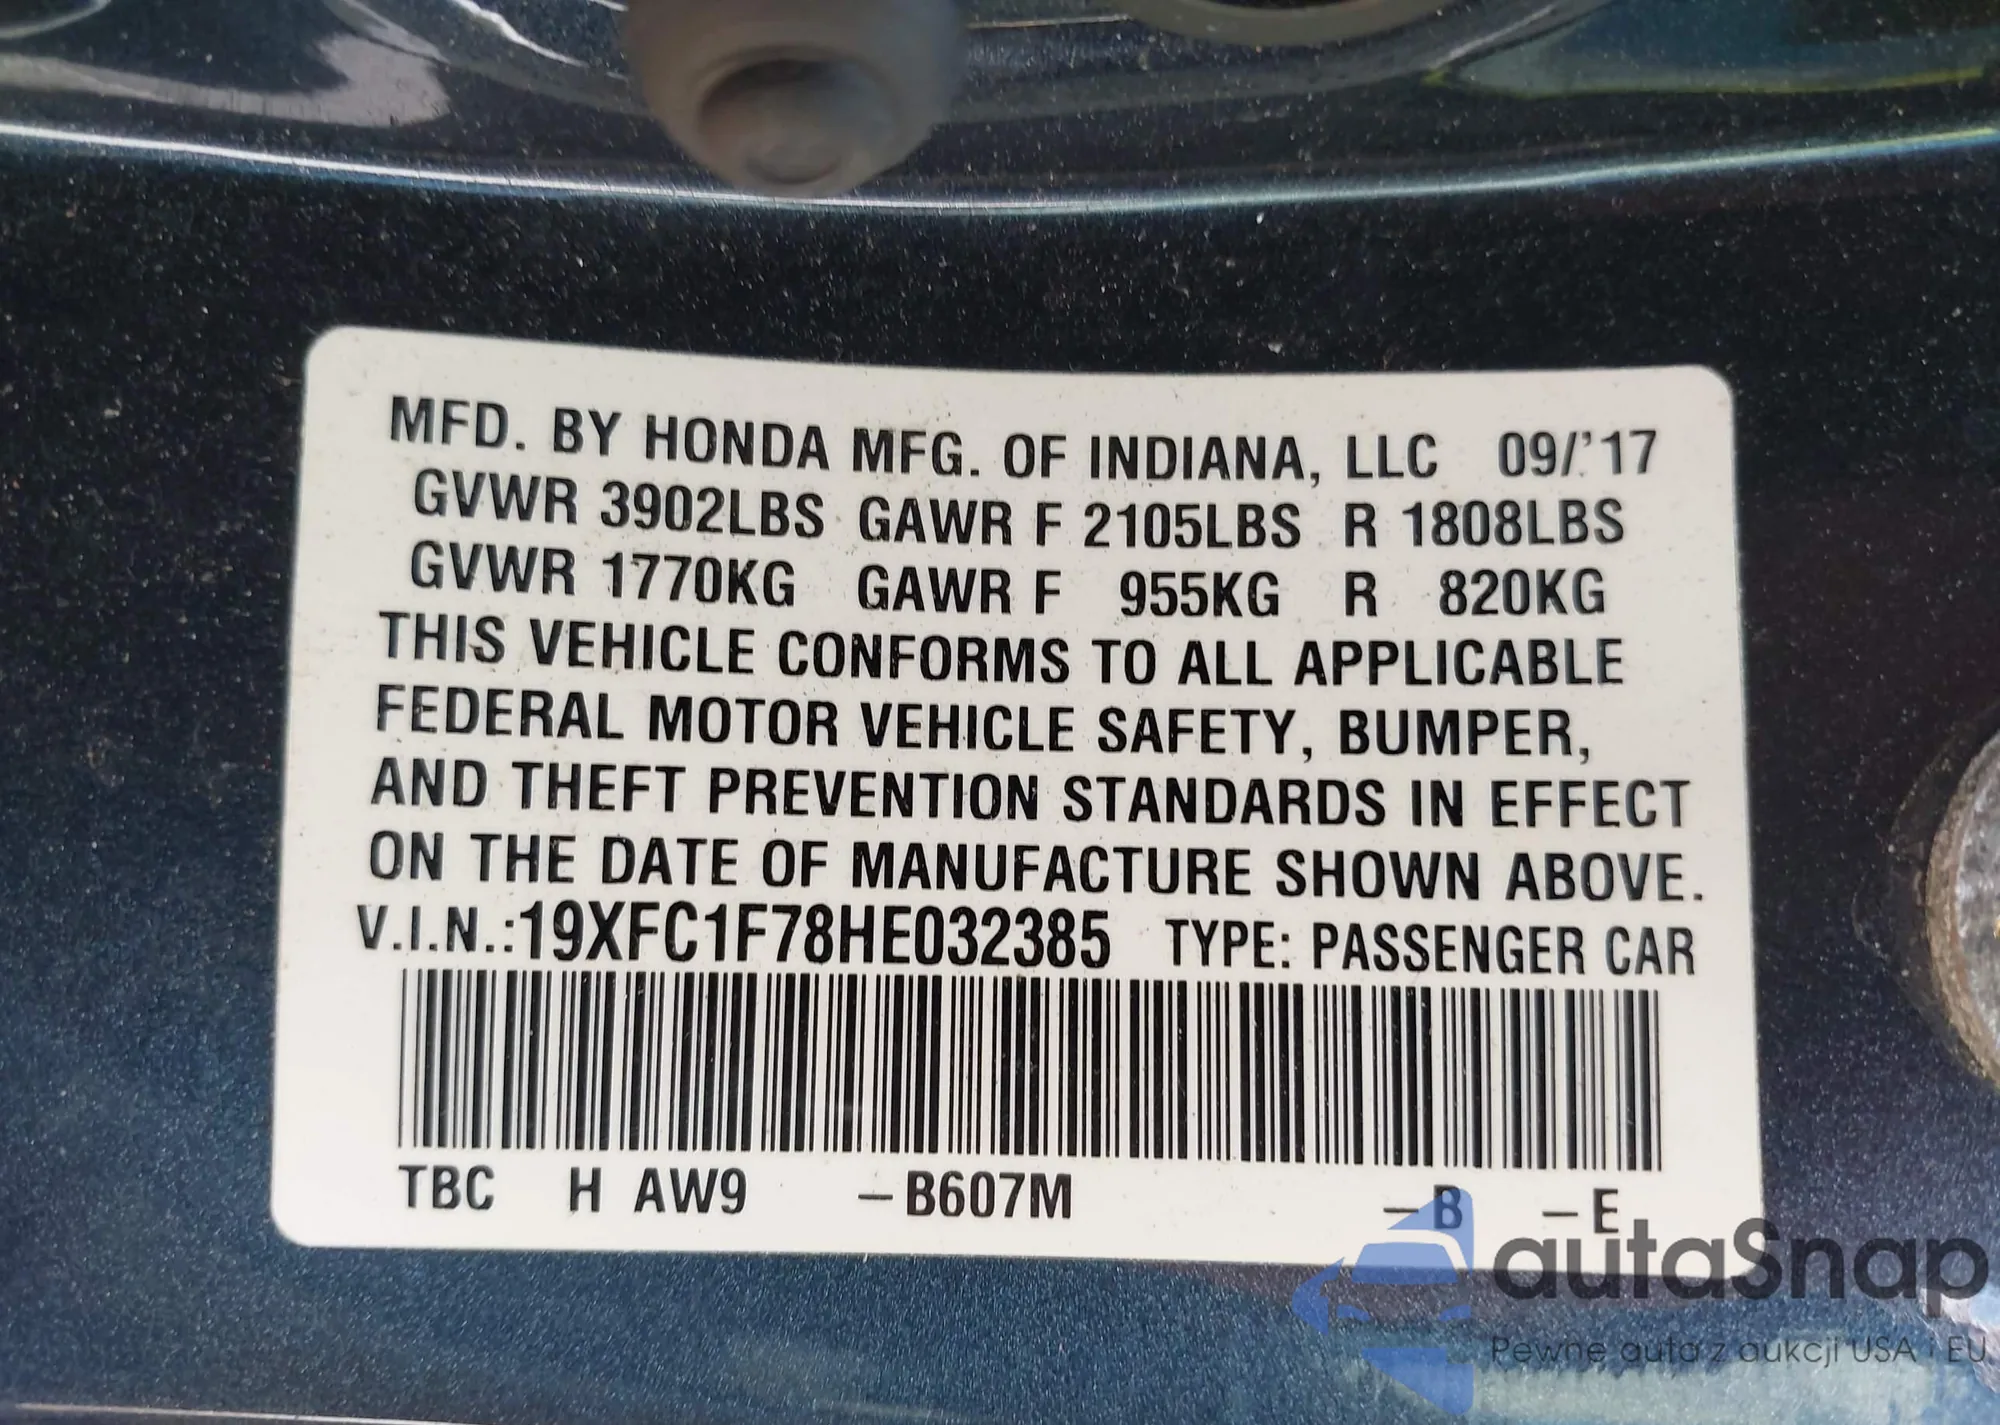 MFD. BY HONDA MFG. OF INDIANA, LLC 09/'17
GVWR 3902LBS GAWR F 2105LBS R 1808LBS
GVWR 1770KG GAWR F 955KG R 820KG
THIS VEHICLE CONFORMS TO ALL APPLICABLE
FEDERAL MOTOR VEHICLE SAFETY, BUMPER,
AND THEFT PREVENTION STANDARDS IN EFFECT
ON THE DATE OF MANUFACTURE SHOWN ABOVE.
V.I.N.:19XFC1F78HE032385 TYPE: PASSENGER CAR
TBC H AW9 –B607M –B –E
autaSnap
Pewne auta z aukcji USA i EU